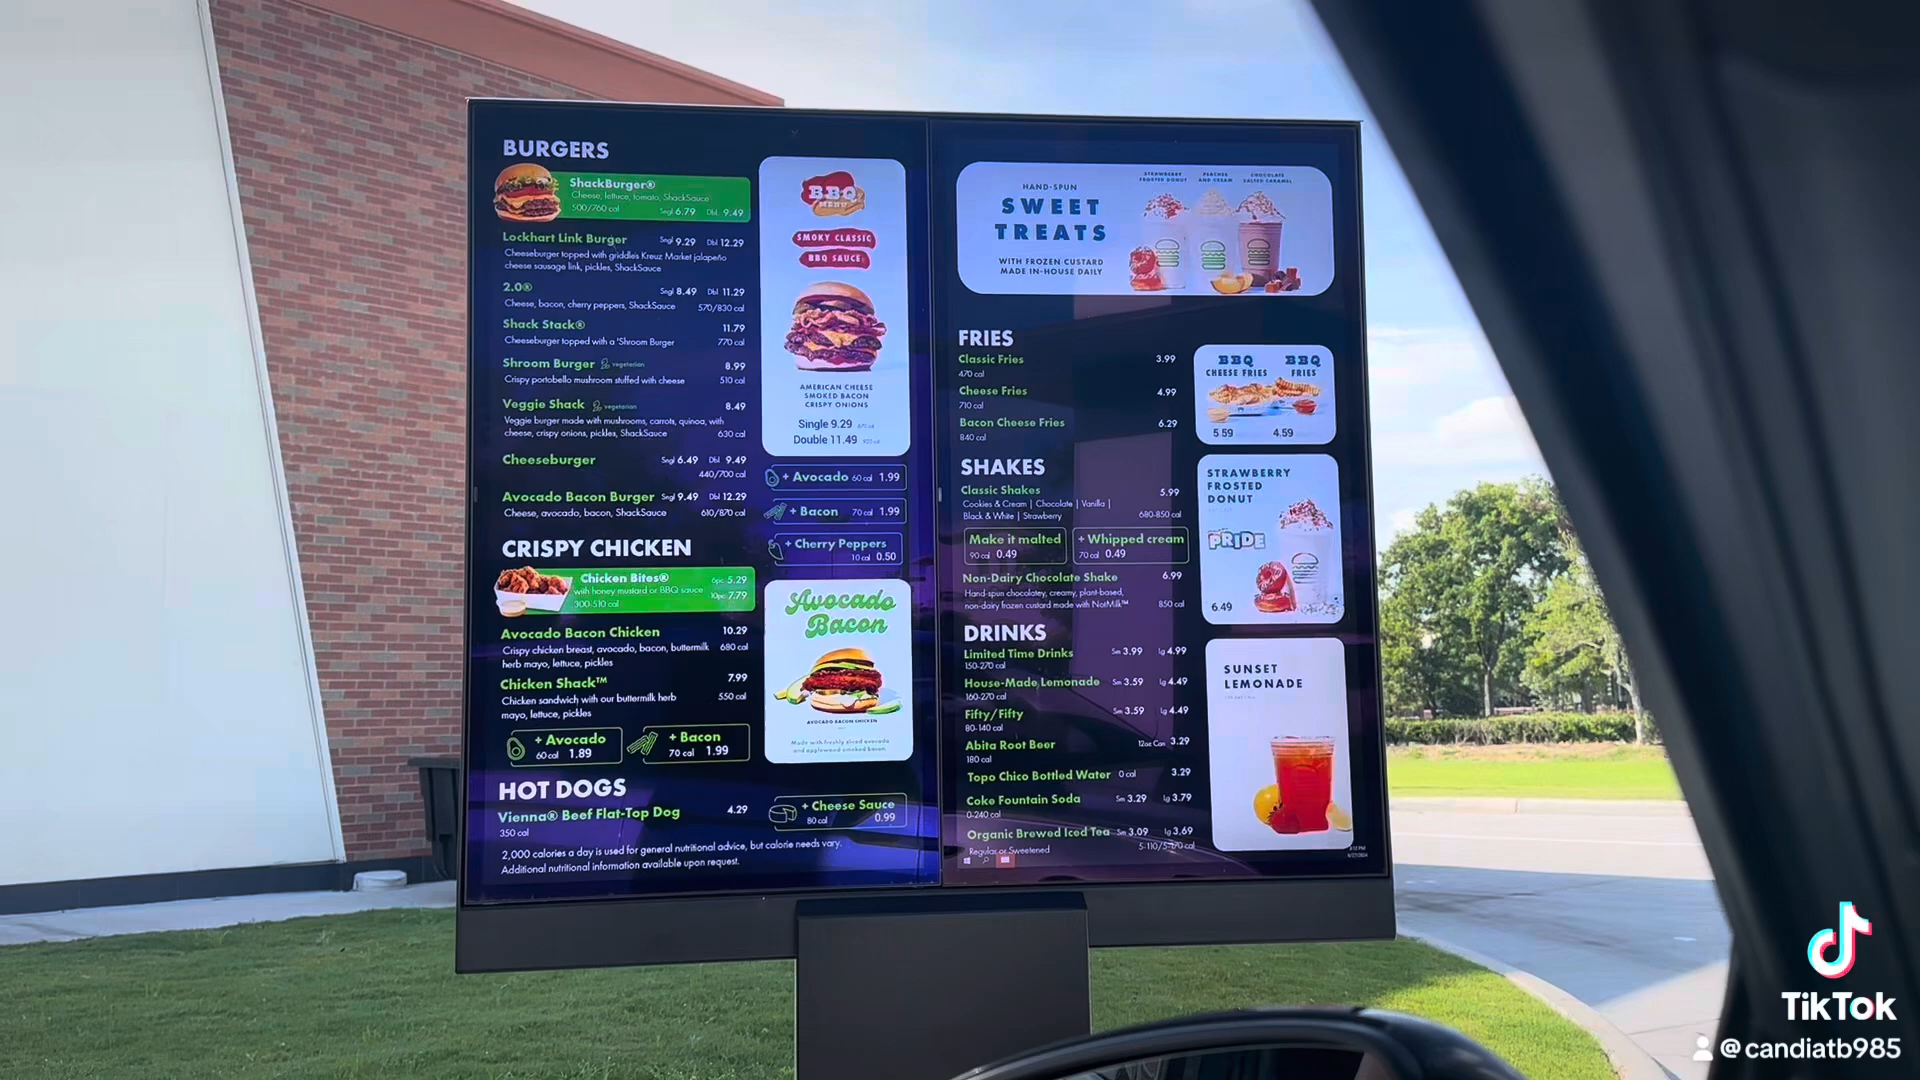 BURGERS
ShackBurger®
Cheese, lettuce, tomato, ShackSauce
500/760 cal Sngl 6.79 Dbl 9.49
Lockhart Link Burger Sngl 9.29 Dbl 12.29
Cheeseburger topped with griddled Kreuz Market jalapeño
cheese sausage link, pickles, ShackSauce
2.0® Sngl 8.49 Dbl 11.29
Cheese, bacon, cherry peppers, ShackSauce 570/830 cal
Shack Stack® 11.79
Cheeseburger topped with a 'Shroom Burger 770 cal
Shroom Burger vegetarian 8.99
Crispy portobello mushroom stuffed with cheese 510 cal
Veggie Shack vegetarian 8.49
Veggie burger made with mushrooms, carrots, quinoa, with
cheese, crispy onions, pickles, ShackSauce 630 cal
Cheeseburger Sngl 6.49 Dbl 9.49
440/700 cal
Avocado Bacon Burger Sngl 9.49 Dbl 12.29
Cheese, avocado, bacon, ShackSauce 610/870 cal
CRISPY CHICKEN
Chicken Bites® 6pc 5.29
with honey mustard or BBQ sauce 10pc 7.79
300-510 cal
Avocado Bacon Chicken 10.29
Crispy chicken breast, avocado, bacon, buttermilk 680 cal
herb mayo, lettuce, pickles
Chicken Shack™ 7.99
Chicken sandwich with our buttermilk herb 550 cal
mayo, lettuce, pickles
+ Avocado
60 cal 1.89
+ Bacon
70 cal 1.99
HOT DOGS
Vienna® Beef Flat-Top Dog 4.29
350 cal
2,000 calories a day is used for general nutritional advice, but calorie needs vary.
Additional nutritional information available upon request.
BBQ
MENU
SMOKY CLASSIC
BBQ SAUCE
AMERICAN CHEESE
SMOKED BACON
CRISPY ONIONS
Single 9.29
Double 11.49
+ Avocado 60 cal 1.99
+ Bacon 70 cal 1.99
+ Cherry Peppers
10 cal 0.50
Avocado
Bacon
AVOCADO BACON CHICKEN
Made with freshly sliced avocado
and applewood smoked bacon
+ Cheese Sauce
80 cal 0.99
HAND-SPUN
SWEET
TREATS
WITH FROZEN CUSTARD
MADE IN-HOUSE DAILY
STRAWBERRY
FROSTED DONUT
PEACHES
AND CREAM
CHOCOLATE
SALTED CARAMEL
FRIES
Classic Fries 3.99
470 cal
Cheese Fries 4.99
710 cal
Bacon Cheese Fries 6.29
840 cal
BBQ
CHEESE FRIES
BBQ
FRIES
5.59 4.59
SHAKES
Classic Shakes 5.99
Cookies & Cream | Chocolate | Vanilla |
Black & White | Strawberry 680-850 cal
Make it malted
90 cal 0.49
+ Whipped cream
70 cal 0.49
Non-Dairy Chocolate Shake 6.99
Hand-spun chocolatey, creamy, plant-based,
non-dairy frozen custard made with NotMilk™ 850 cal
STRAWBERRY
FROSTED
DONUT
PRIDE
6.49
DRINKS
Limited Time Drinks Sm 3.99 Lg 4.99
150-270 cal
House-Made Lemonade Sm 3.59 Lg 4.49
160-270 cal
Fifty/Fifty Sm 3.59 Lg 4.49
80-140 cal
Abita Root Beer 12oz Can 3.29
180 cal
Topo Chico Bottled Water 0 cal 3.29
Coke Fountain Soda Sm 3.29 Lg 3.79
0-240 cal
Organic Brewed Iced Tea Sm 3.09 Lg 3.69
Regular or Sweetened
SUNSET
LEMONADE
TikTok
@candiatb985